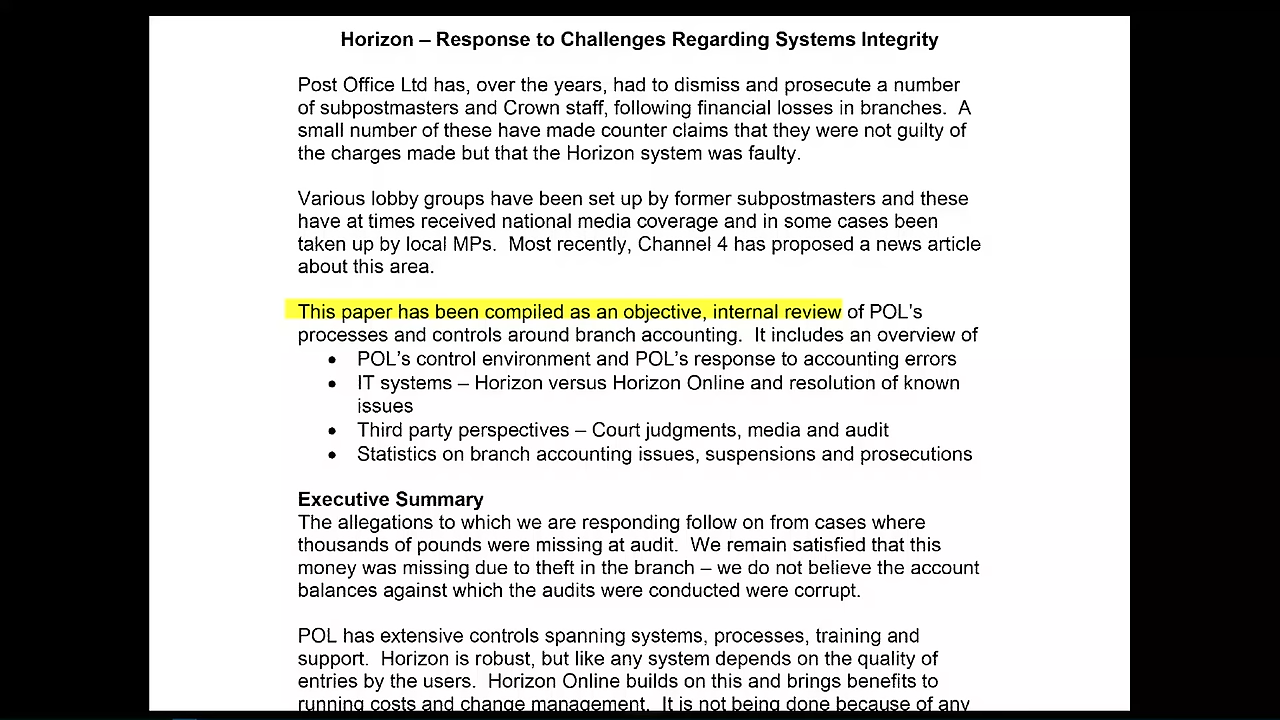 Horizon – Response to Challenges Regarding Systems Integrity
Post Office Ltd has, over the years, had to dismiss and prosecute a number
of subpostmasters and Crown staff, following financial losses in branches.  A
small number of these have made counter claims that they were not guilty of
the charges made but that the Horizon system was faulty.
Various lobby groups have been set up by former subpostmasters and these
have at times received national media coverage and in some cases been
taken up by local MPs.  Most recently, Channel 4 has proposed a news article
about this area.
This paper has been compiled as an objective, internal review of POL's
processes and controls around branch accounting.  It includes an overview of
• POL's control environment and POL's response to accounting errors
• IT systems – Horizon versus Horizon Online and resolution of known
issues
• Third party perspectives – Court judgments, media and audit
• Statistics on branch accounting issues, suspensions and prosecutions
Executive Summary
The allegations to which we are responding follow on from cases where
thousands of pounds were missing at audit.  We remain satisfied that this
money was missing due to theft in the branch – we do not believe the account
balances against which the audits were conducted were corrupt.
POL has extensive controls spanning systems, processes, training and
support.  Horizon is robust, but like any system depends on the quality of
entries by the users.  Horizon Online builds on this and brings benefits to
running costs and change management.  It is not being done because of any